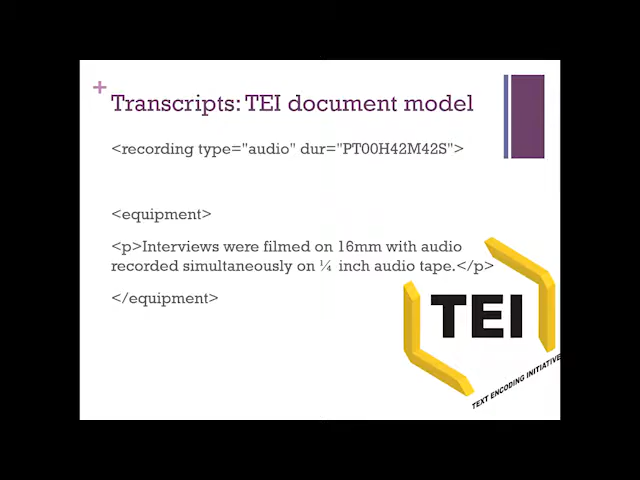 +
Transcripts: TEI document model
<recording type="audio" dur="PT00H42M42S">
<equipment>
<p>Interviews were filmed on 16mm with audio
recorded simultaneously on ¼ inch audio tape.</p>
</equipment>
TEI
TEXT ENCODING INITIATIVE